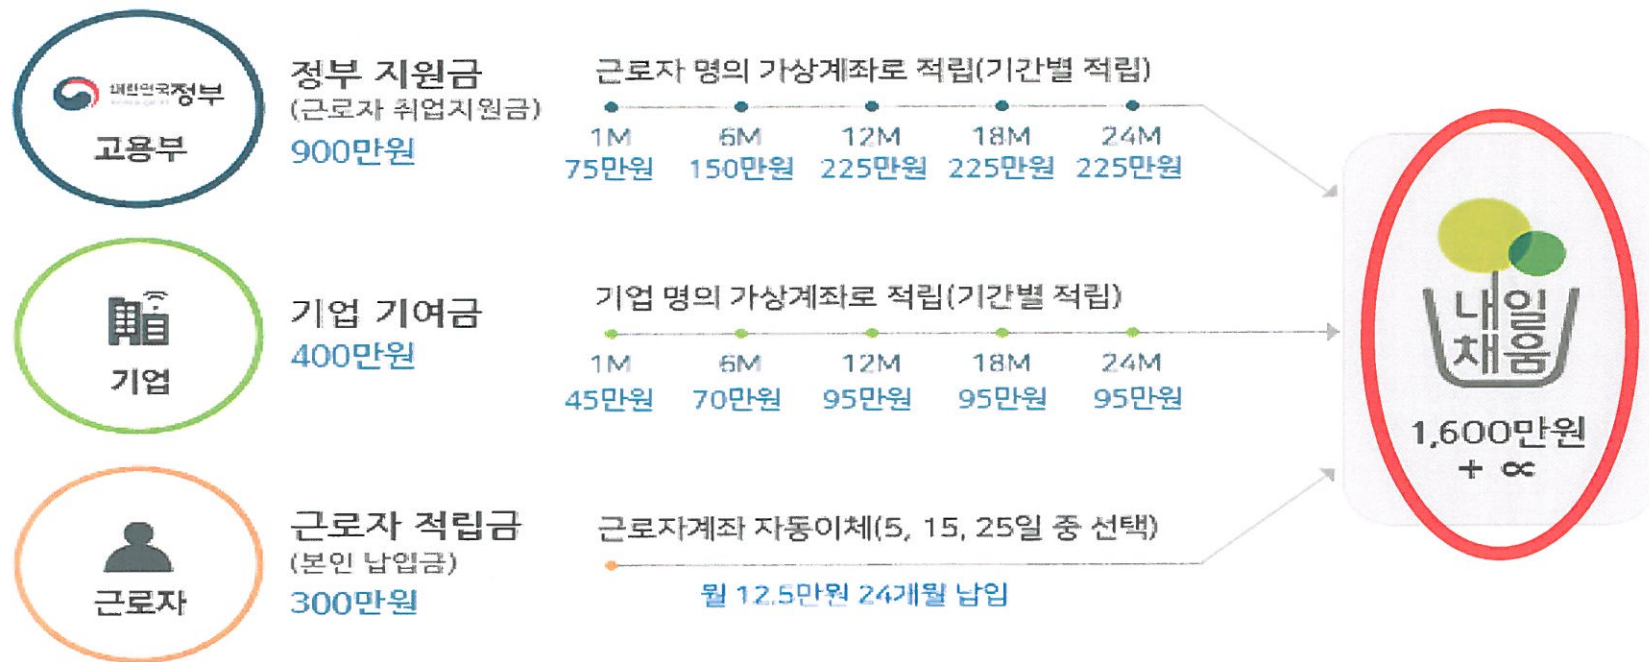 대한민국정부
고용부
정부 지원금
(근로자 취업지원금)
900만원
근로자 명의 가상계좌로 적립(기간별 적립)
1M 6M 12M 18M 24M
75만원 150만원 225만원 225만원 225만원
기업
기업 기여금
400만원
기업 명의 가상계좌로 적립(기간별 적립)
1M 6M 12M 18M 24M
45만원 70만원 95만원 95만원 95만원
근로자
근로자 적립금
(본인 납입금)
300만원
근로자계좌 자동이체(5, 15, 25일 중 선택)
월 12.5만원 24개월 납입
내일
채움
1,600만원
+ ∝